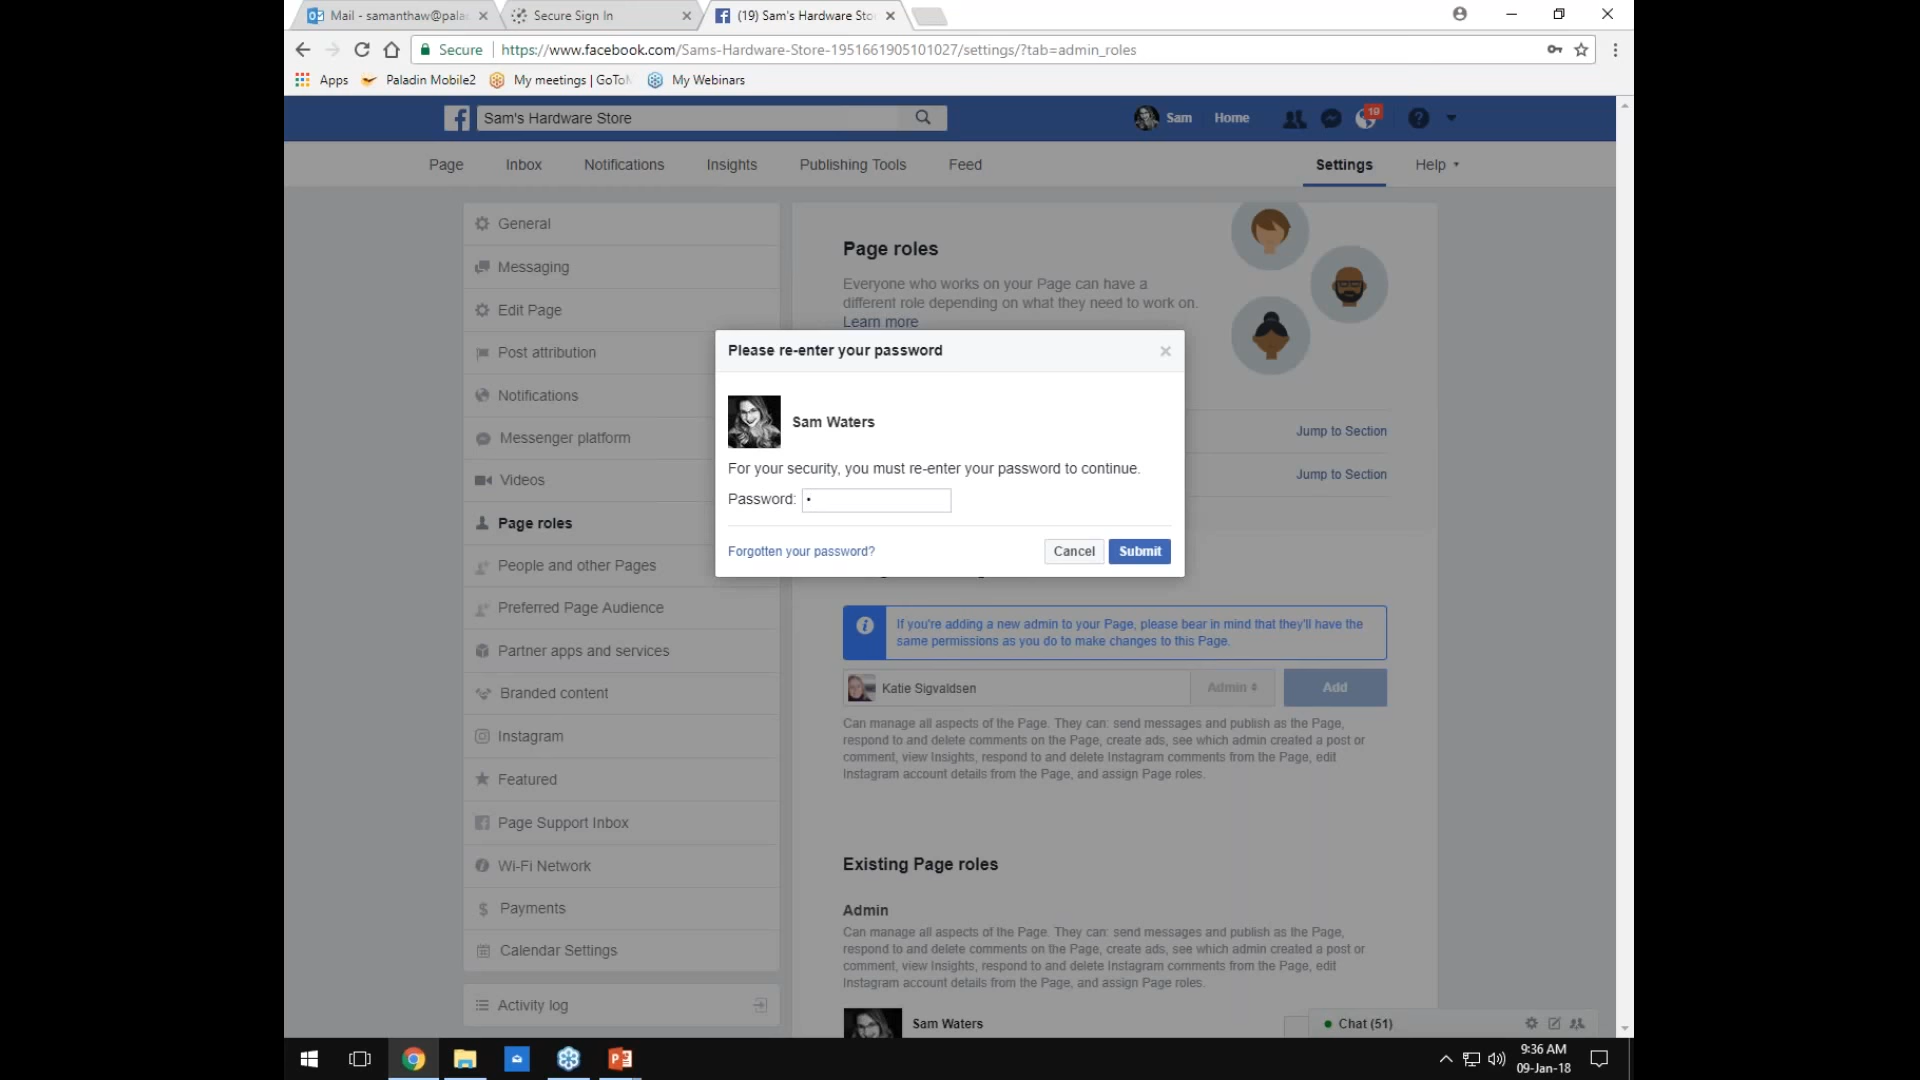 Mail - samanthaw@pala
Secure Sign In
(19) Sam's Hardware Sto
Secure
https://www.facebook.com/Sams-Hardware-Store-1951661905101027/settings/?tab=admin_roles
Apps
Paladin Mobile2
My meetings | GoTo
My Webinars
Sam's Hardware Store
Sam
Home
19
Page
Inbox
Notifications
Insights
Publishing Tools
Feed
Settings
Help
General
Messaging
Edit Page
Post attribution
Notifications
Messenger platform
Videos
Page roles
People and other Pages
Preferred Page Audience
Partner apps and services
Branded content
Instagram
Featured
Page Support Inbox
Wi-Fi Network
Payments
Calendar Settings
Activity log
Page roles
Everyone who works on your Page can have a
different role depending on what they need to work on.
Learn more
Jump to Section
Jump to Section
Please re-enter your password
Sam Waters
For your security, you must re-enter your password to continue.
Password: •
Forgotten your password?
Cancel
Submit
If you're adding a new admin to your Page, please bear in mind that they'll have the
same permissions as you do to make changes to this Page.
Katie Sigvaldsen
Admin
Add
Can manage all aspects of the Page. They can: send messages and publish as the Page,
respond to and delete comments on the Page, create ads, see which admin created a post or
comment, view Insights, respond to and delete Instagram comments from the Page, edit
Instagram account details from the Page, and assign Page roles.
Existing Page roles
Admin
Can manage all aspects of the Page. They can: send messages and publish as the Page,
respond to and delete comments on the Page, create ads, see which admin created a post or
comment, view Insights, respond to and delete Instagram comments from the Page, edit
Instagram account details from the Page, and assign Page roles.
Sam Waters
Chat (51)
9:36 AM
09-Jan-18